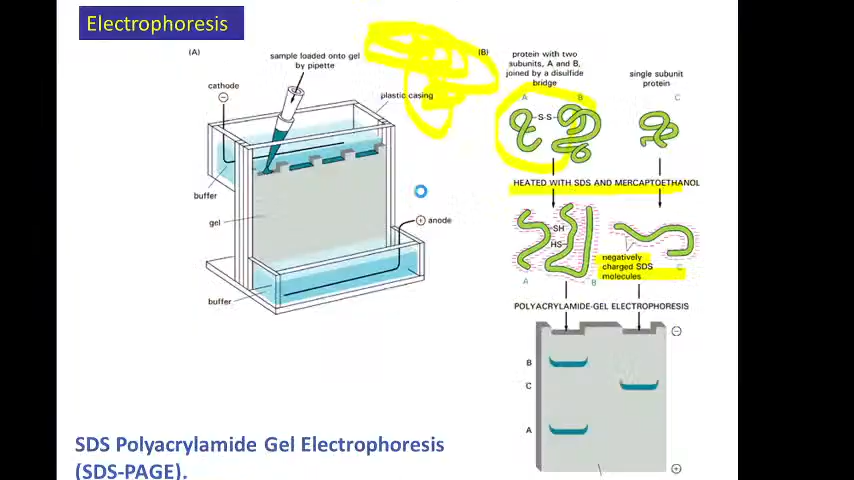 Electrophoresis
(A)
sample loaded onto gel
by pipette
cathode
−
plastic casing
buffer
gel
+ anode
buffer
(B)
protein with two
subunits, A and B,
joined by a disulfide
bridge
single subunit
protein
A
B
C
S-S
HEATED WITH SDS AND MERCAPTOETHANOL
SH
HS
negatively
charged SDS
molecules
A
B
C
POLYACRYLAMIDE-GEL ELECTROPHORESIS
−
B
C
A
+
SDS Polyacrylamide Gel Electrophoresis
(SDS-PAGE).